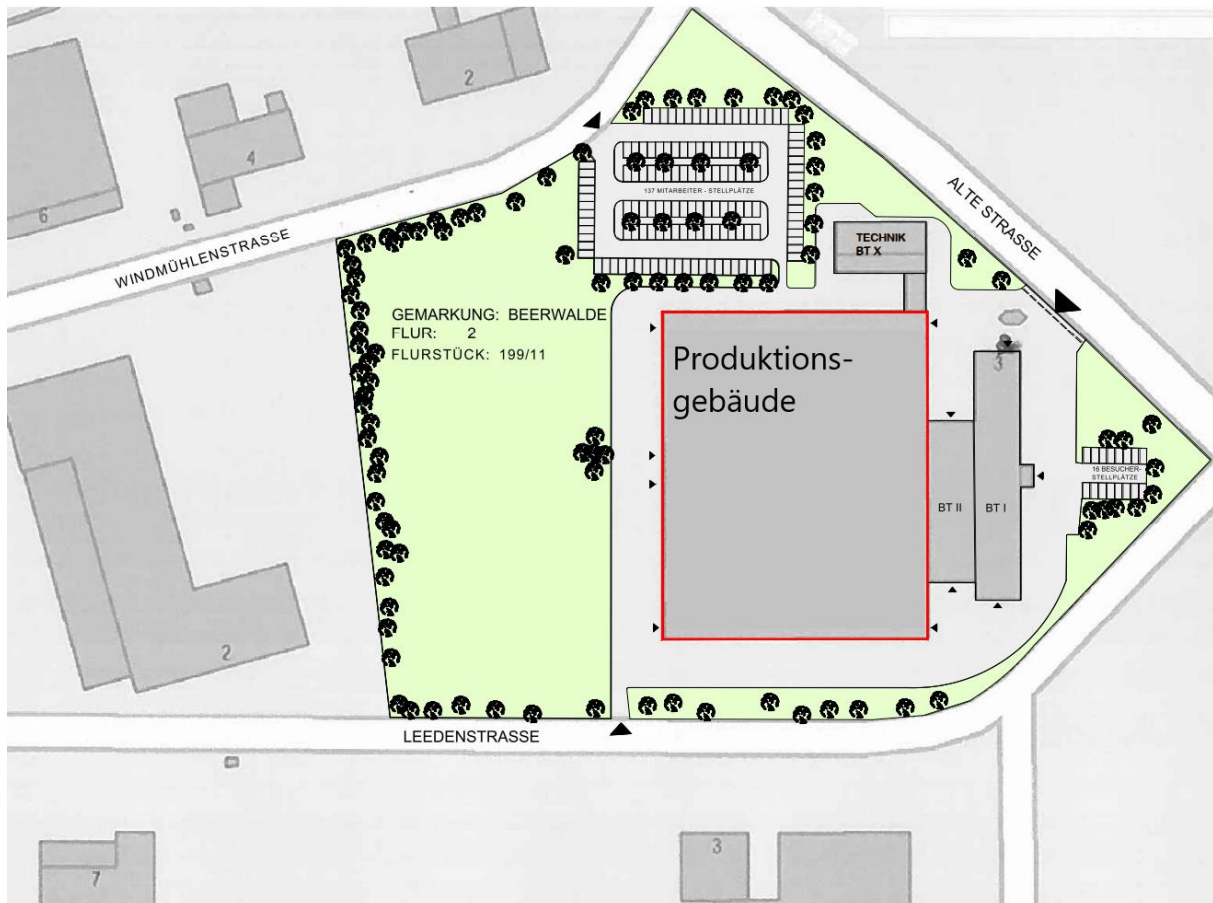 2
4
6
137 MITARBEITER - STELLPLÄTZE
ALTE STRASSE
WINDMÜHLENSTRASSE
TECHNIK
BT X
GEMARKUNG: BEERWALDE
FLUR: 2
FLURSTÜCK: 199/11
Produktions-
gebäude
3
16 BESUCHER-
STELLPLÄTZE
BT II
BT I
2
LEEDENSTRASSE
3
7